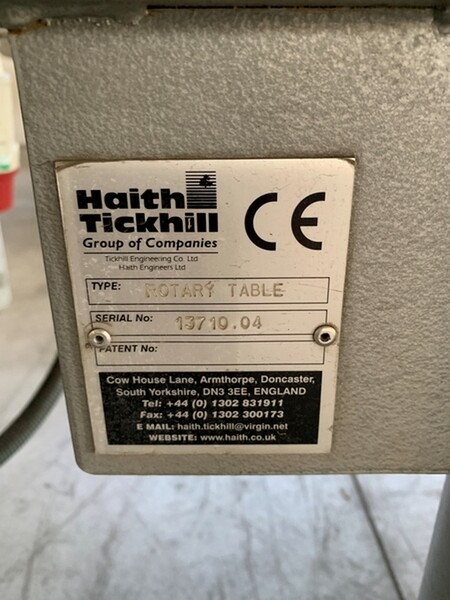 Haith
Tickhill
Group of Companies
Tickhill Engineering Co. Ltd
Haith Engineers Ltd
CE
TYPE: ROTARY TABLE
SERIAL No: 13710.04
PATENT No:
Cow House Lane, Armthorpe, Doncaster,
South Yorkshire, DN3 3EE, ENGLAND
Tel: +44 (0) 1302 831911
Fax: +44 (0) 1302 300173
E MAIL: haith.tickhill@virgin.net
WEBSITE: www.haith.co.uk